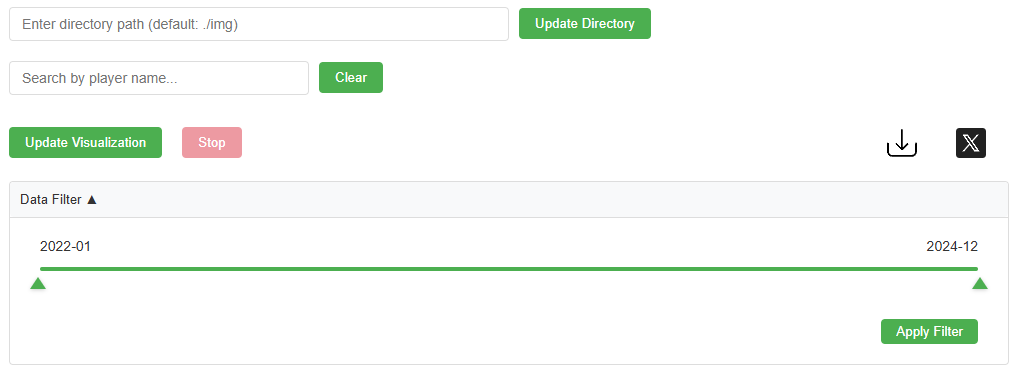 Enter directory path (default: ./img) Update Directory
Search by player name... Clear
Update Visualization Stop
Data Filter ▲
2022-01 2024-12
Apply Filter